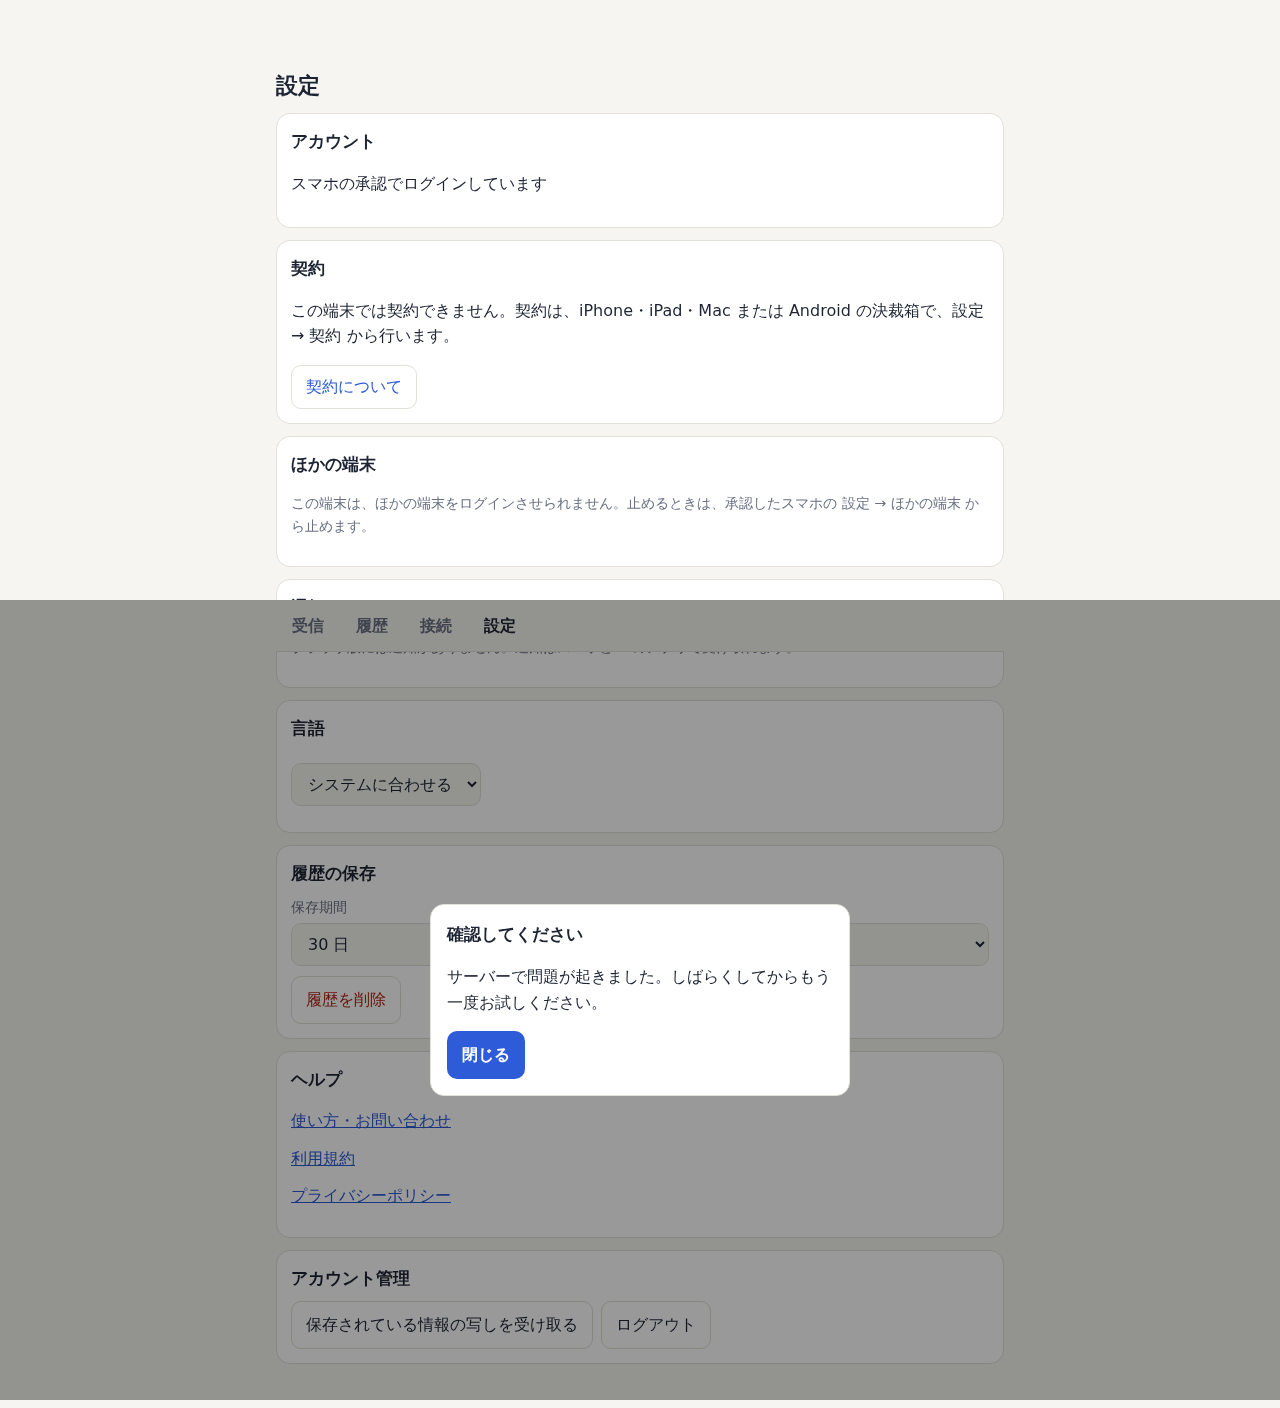 設定
アカウント
スマホの承認でログインしています
契約
この端末では契約できません。契約は、iPhone・iPad・Mac または Android の決裁箱で、設定
→ 契約 から行います。
契約について
ほかの端末
この端末は、ほかの端末をログインさせられません。止めるときは、承認したスマホの 設定 → ほかの端末 か
ら止めます。
受信
履歴
接続
設定
言語
システムに合わせる
履歴の保存
保存期間
30 日
履歴を削除
確認してください
サーバーで問題が起きました。しばらくしてからもう
一度お試しください。
閉じる
ヘルプ
使い方・お問い合わせ
利用規約
プライバシーポリシー
アカウント管理
保存されている情報の写しを受け取る
ログアウト